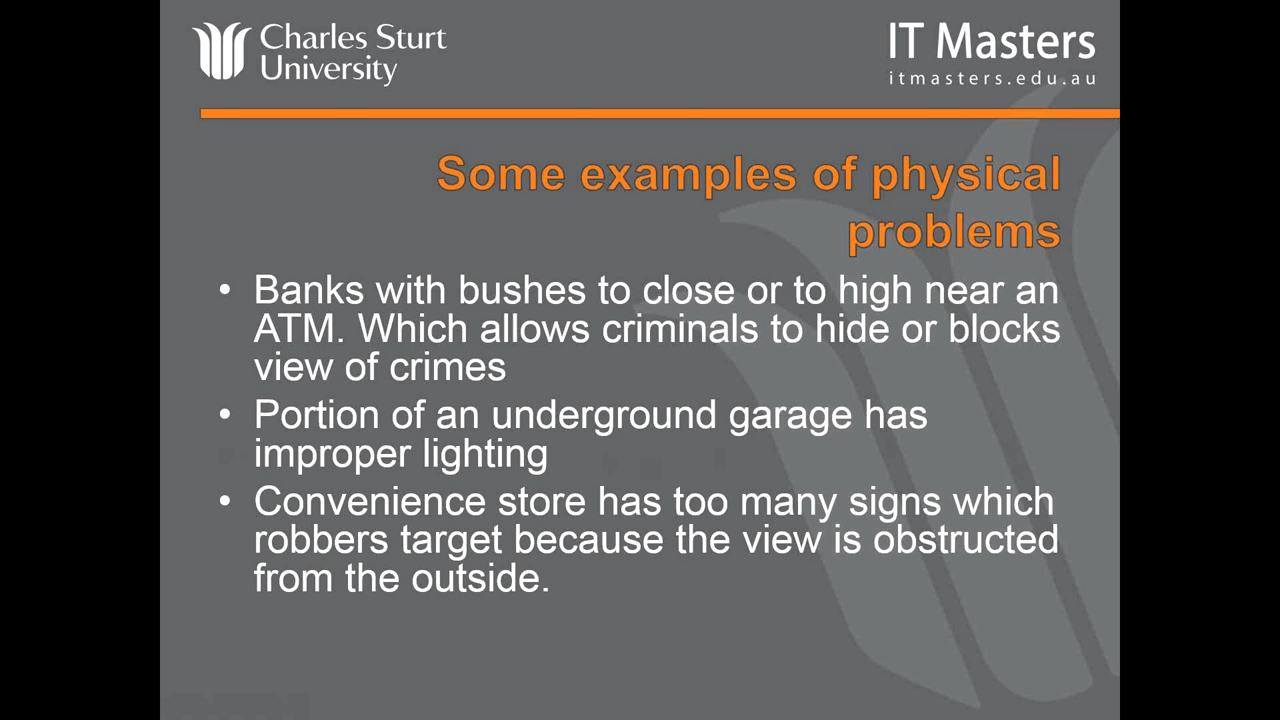 Charles Sturt
University
IT Masters
itmasters.edu.au
Some examples of physical
problems
• Banks with bushes to close or to high near an
ATM. Which allows criminals to hide or blocks
view of crimes
• Portion of an underground garage has
improper lighting
• Convenience store has too many signs which
robbers target because the view is obstructed
from the outside.